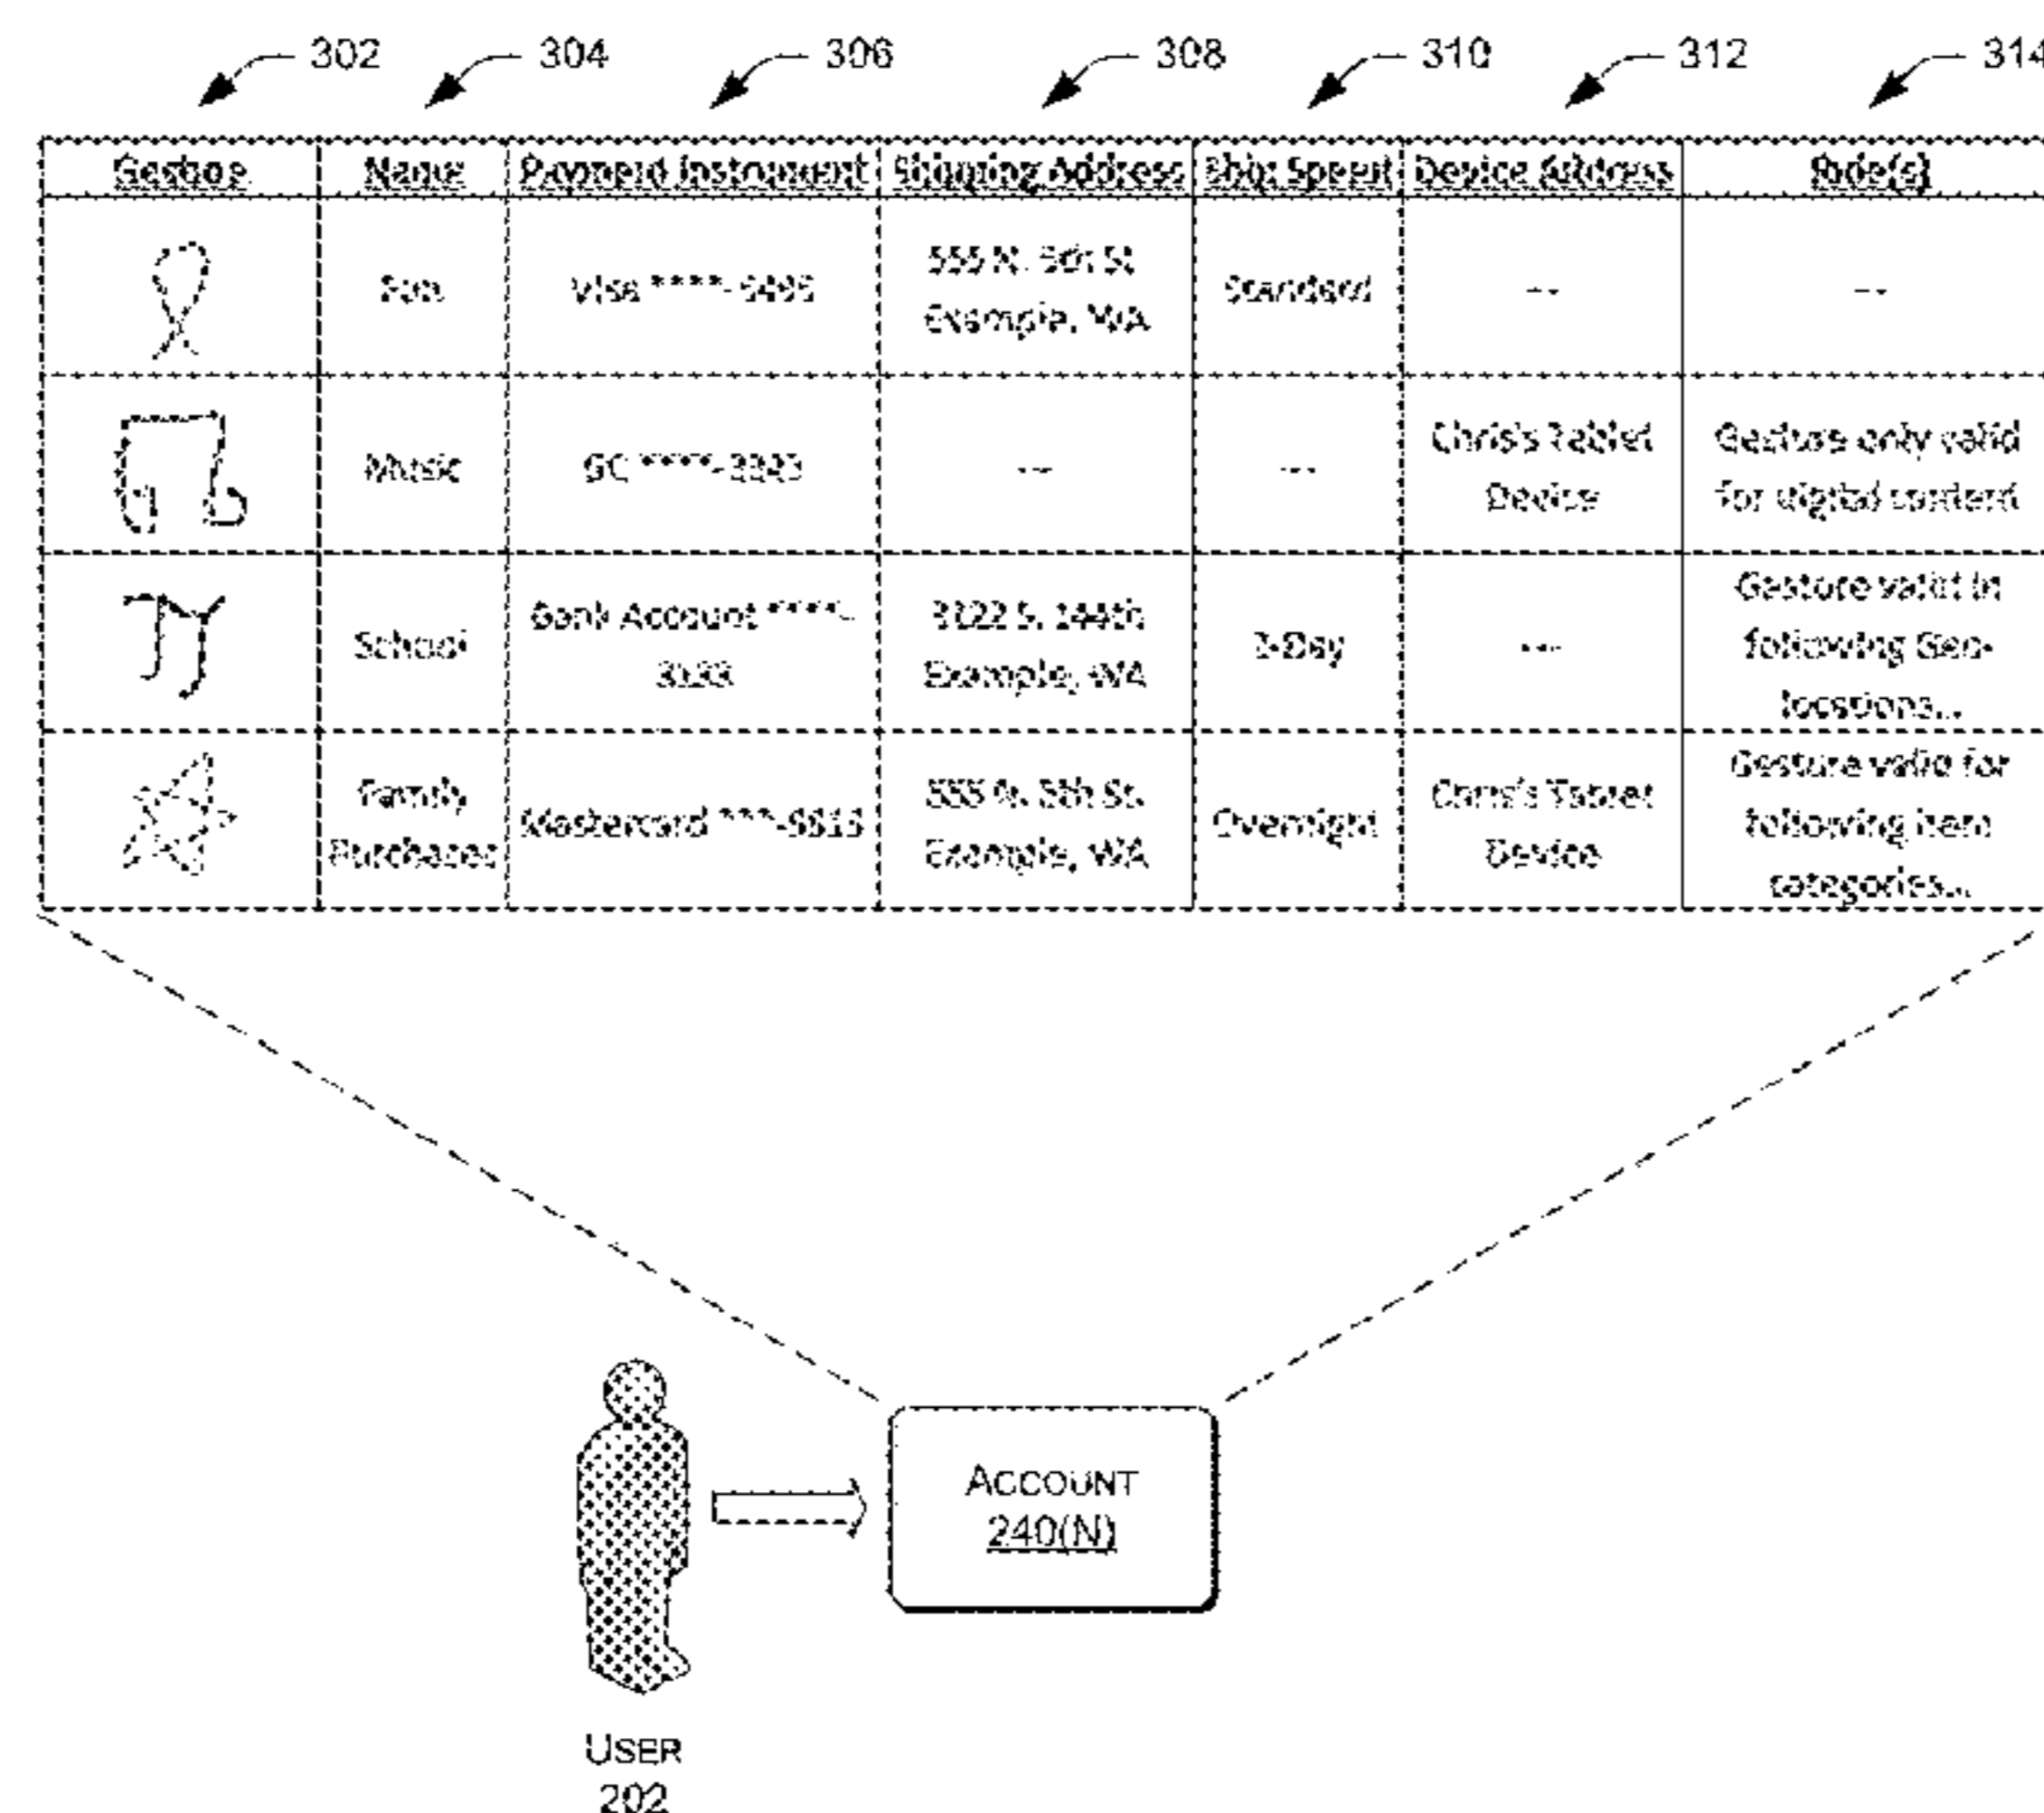 302 304 306 308 310 312 314
Gesture Name Payment Instrument Shipping Address Ship Speed Device Address Rule(s)
Fun Visa ****- 555 N. 5th St. Standard -- --
Example, WA
Music GC ****- --- --- Chris's Tablet Gesture only valid
Device for digital content
School Bank Account ****- S. 144th -Day --- Gesture valid in
Example, WA following Geo-
locations...
Family Mastercard ***- 555 N. 5th St. Overnight Chris's Tablet Gesture valid for
Purchases Example, WA Device following item
categories...
ACCOUNT
240(N)
USER
202